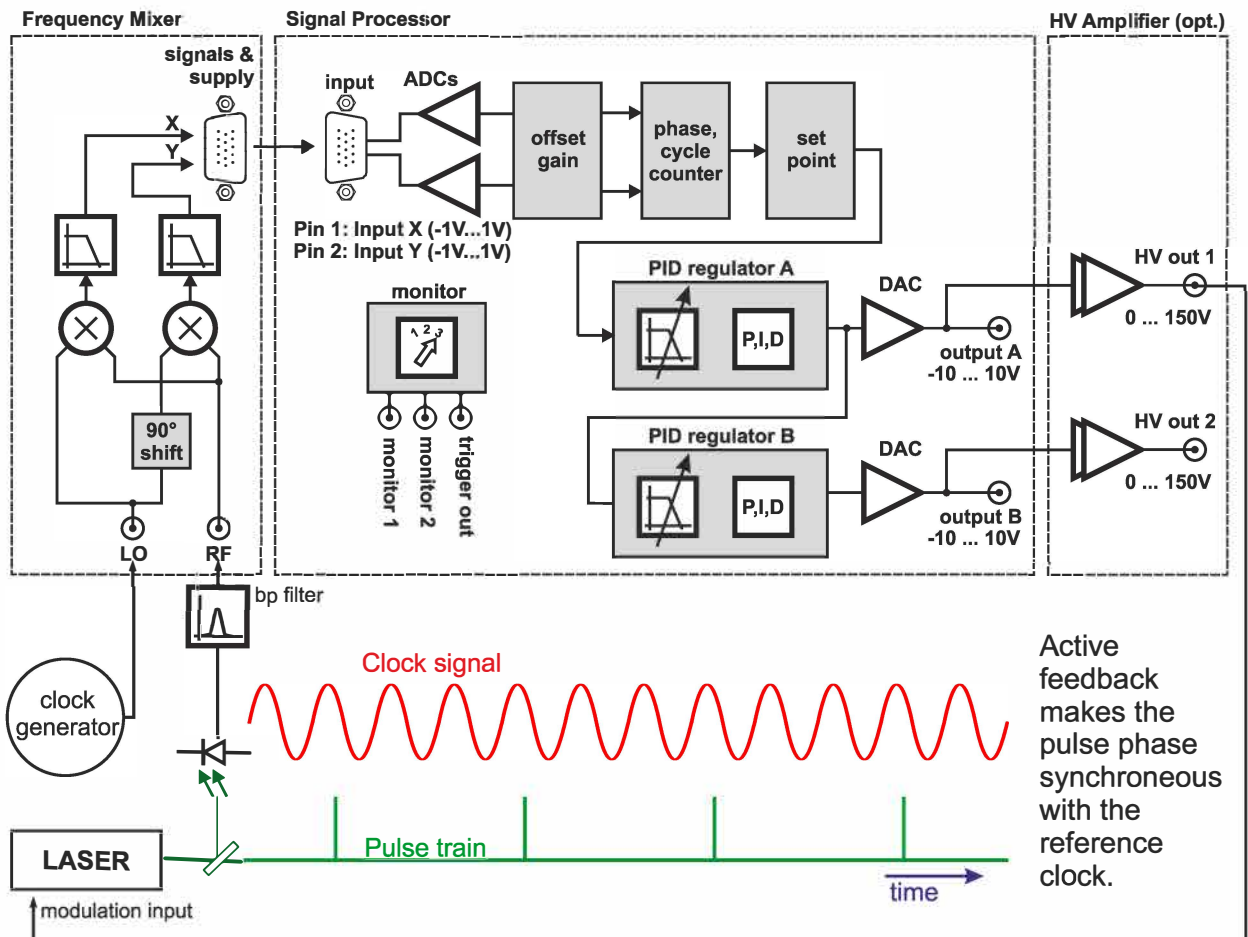 Frequency Mixer
Signal Processor
HV Amplifier (opt.)
signals &
supply
X
Y
input
ADCs
offset
gain
phase,
cycle
counter
set
point
Pin 1: Input X (-1V...1V)
Pin 2: Input Y (-1V...1V)
monitor
1 2 3
monitor 1
monitor 2
trigger out
PID regulator A
P,I,D
DAC
output A
-10 ... 10V
HV out 1
0 ... 150V
PID regulator B
P,I,D
DAC
output B
-10 ... 10V
HV out 2
0 ... 150V
90°
shift
LO
RF
bp filter
clock
generator
Clock signal
Pulse train
time
LASER
modulation input
Active
feedback
makes the
pulse phase
synchroneous
with the
reference
clock.